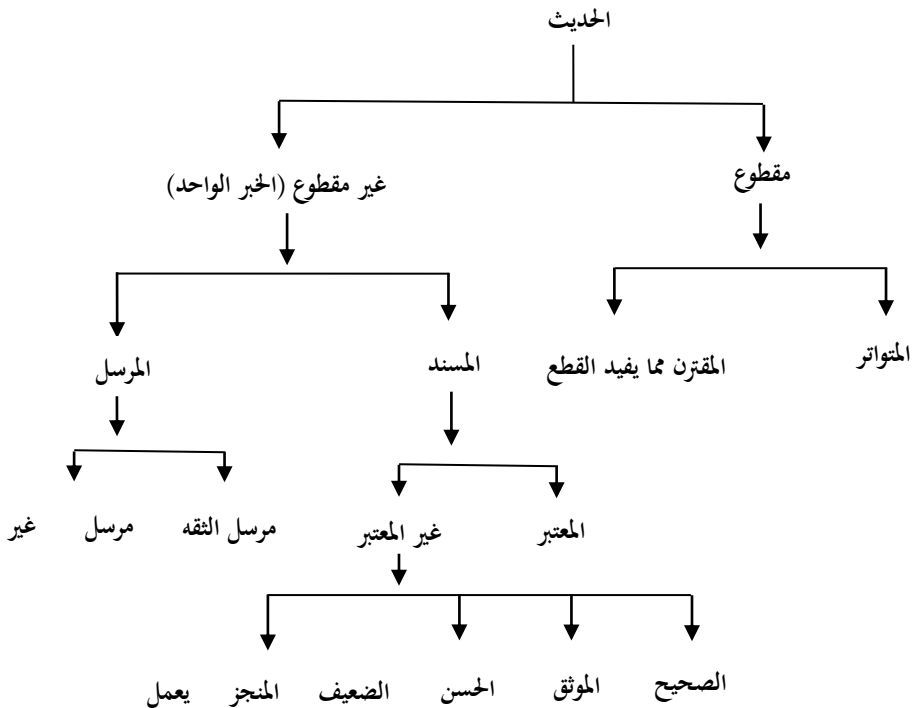 الحديث
مقطوع
غير مقطوع (الخبر الواحد)
المتواتر
المقترن مما يفيد القطع
المسند
المرسل
المعتبر
غير المعتبر
مرسل الثقه
مرسل غير
الصحيح
الموثق
الحسن
الضعيف المنجز يعمل